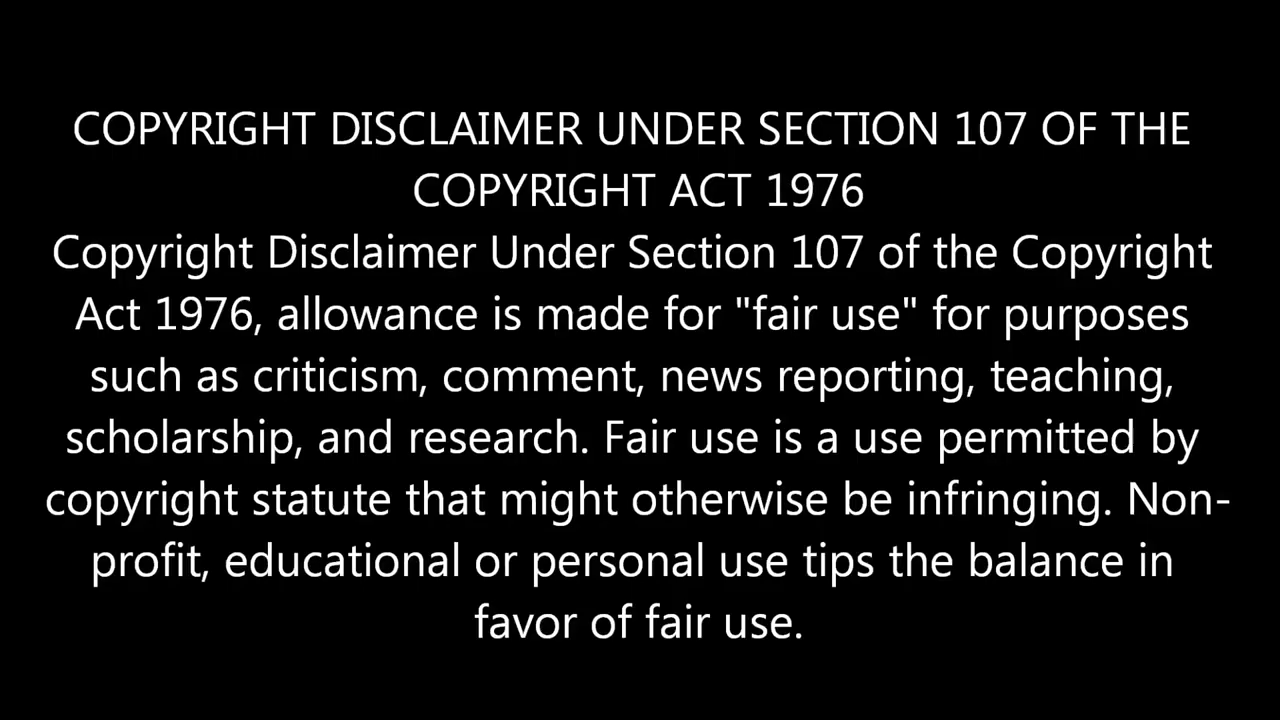 COPYRIGHT DISCLAIMER UNDER SECTION 107 OF THE
COPYRIGHT ACT 1976
Copyright Disclaimer Under Section 107 of the Copyright
Act 1976, allowance is made for "fair use" for purposes
such as criticism, comment, news reporting, teaching,
scholarship, and research. Fair use is a use permitted by
copyright statute that might otherwise be infringing. Non-
profit, educational or personal use tips the balance in
favor of fair use.